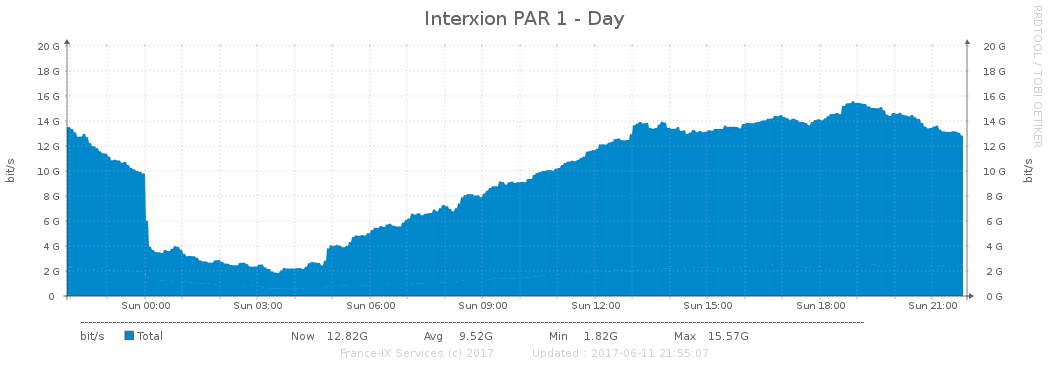 Interxion PAR 1 - Day
RRDTOOL / TOBI OETIKER
20 G 20 G
18 G 18 G
16 G 16 G
14 G 14 G
12 G 12 G
10 G 10 G
8 G 8 G
6 G 6 G
4 G 4 G
2 G 2 G
0 0 G
bit/s
bit/s
Sun 00:00 Sun 03:00 Sun 06:00 Sun 09:00 Sun 12:00 Sun 15:00 Sun 18:00 Sun 21:00
bit/s Total Now 12.82G Avg 9.52G Min 1.82G Max 15.57G
France-IX Services (c) 2017 Updated : 2017-06-11 21:55:07